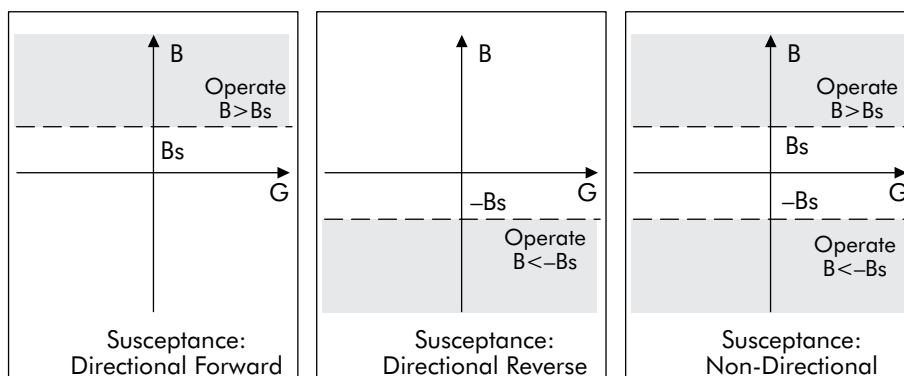 B
Operate
B>Bs
Bs
G
Susceptance:
Directional Forward
B
G
–Bs
Operate
B<–Bs
Susceptance:
Directional Reverse
B
Operate
B>Bs
Bs
G
–Bs
Operate
B<–Bs
Susceptance:
Non-Directional